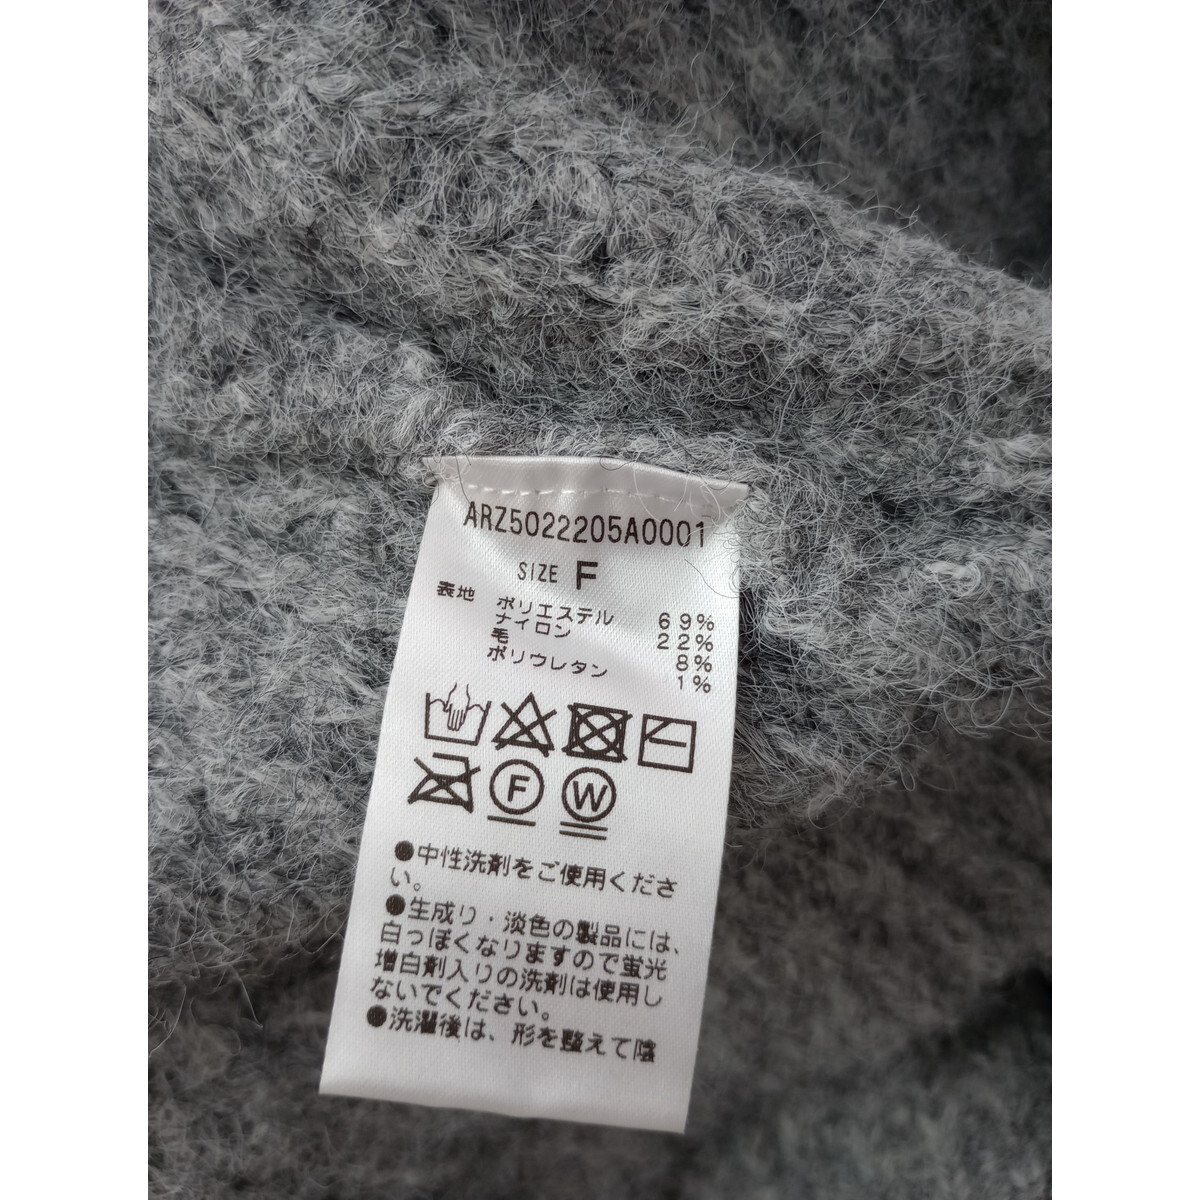 ARZ5022205A0001
SIZE F
表地 ポリエステル 69%
ナイロン 22%
毛 8%
ポリウレタン 1%
F W
●中性洗剤をご使用くださ
い。
●生成り・淡色の製品には、
白っぽくなりますので蛍光
増白剤入りの洗剤は使用し
ないでください。
●洗濯後は、形を整えて陰